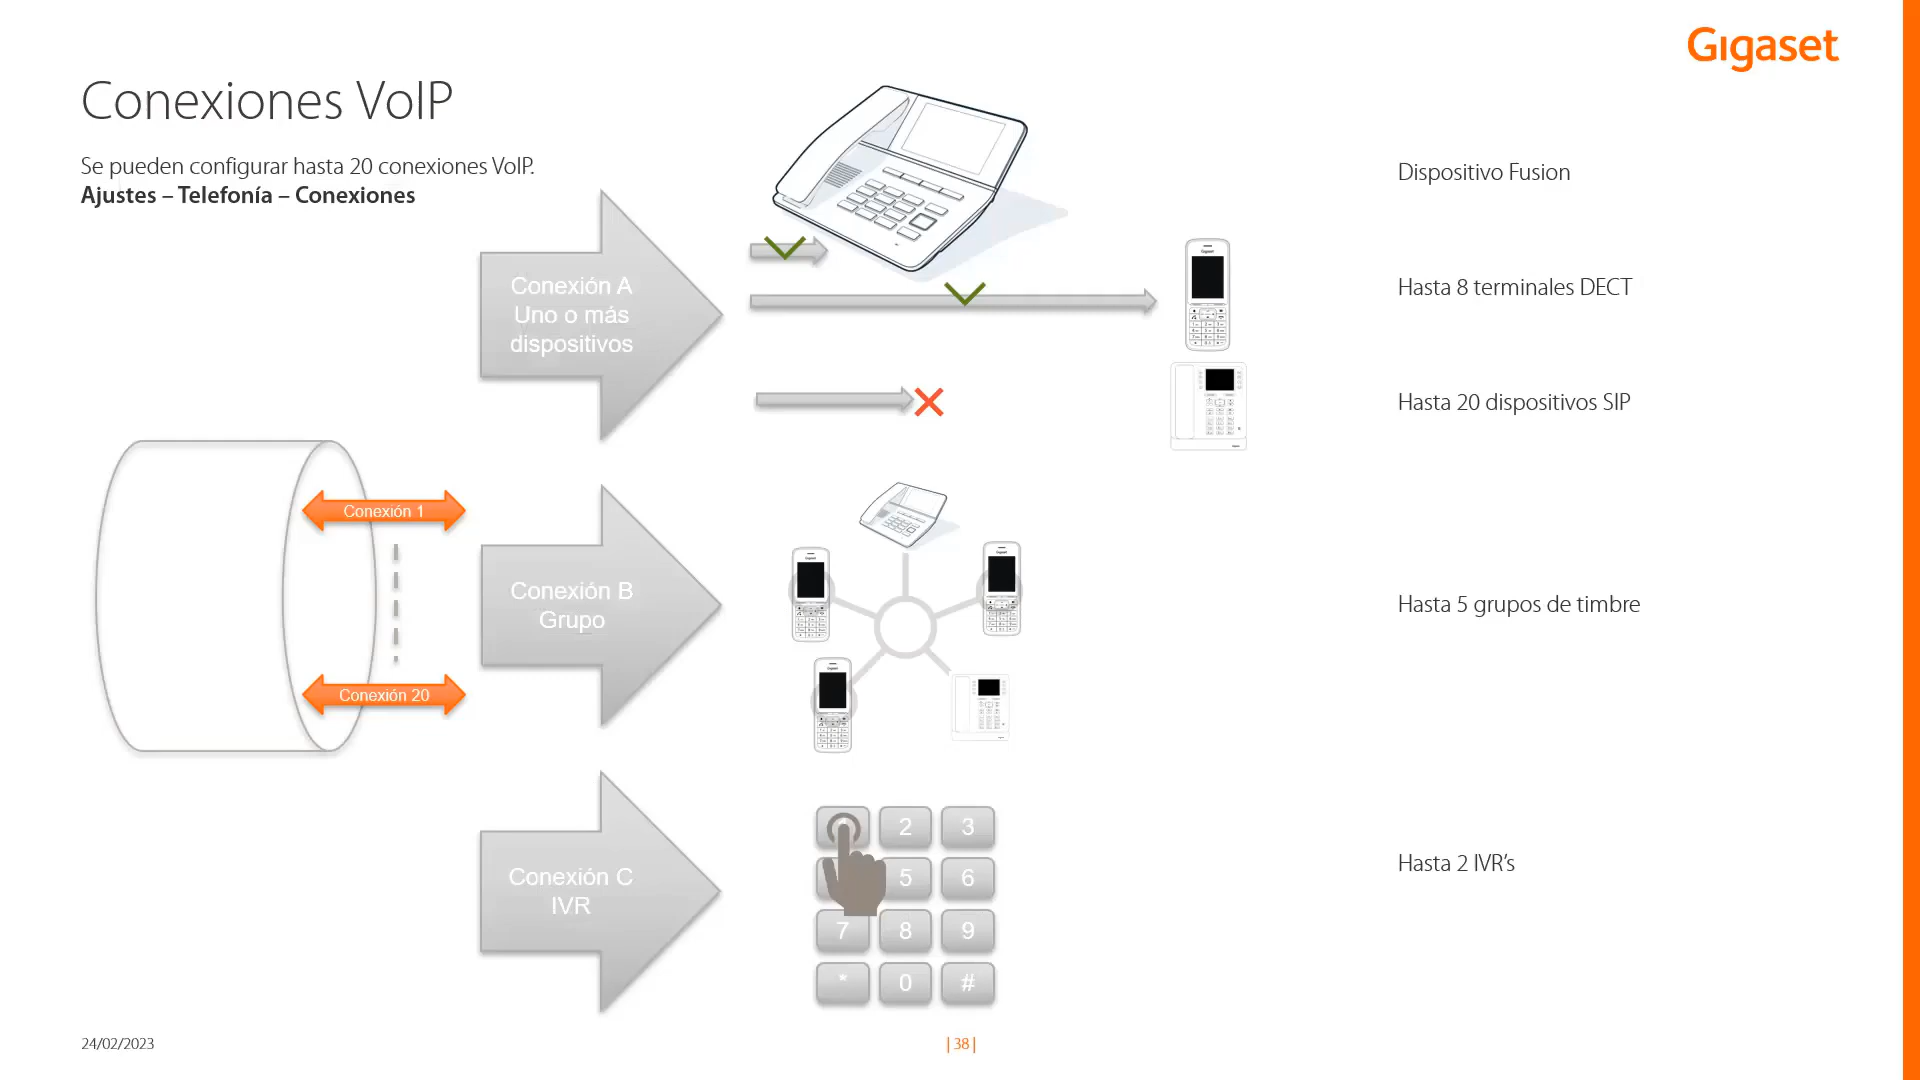 Gigaset
Conexiones VoIP
Se pueden configurar hasta 20 conexiones VoIP.
Ajustes – Telefonía – Conexiones
Dispositivo Fusion
Conexión A
Uno o más
dispositivos
Hasta 8 terminales DECT
Hasta 20 dispositivos SIP
Conexión 1
Conexión 20
Conexión B
Grupo
Hasta 5 grupos de timbre
Conexión C
IVR
2
3
5
6
7
8
9
*
0
#
Hasta 2 IVR’s
24/02/2023
| 38 |